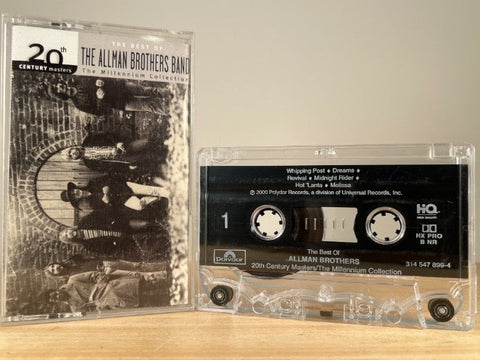 20th
CENTURY masters
THE BEST OF
THE ALLMAN BROTHERS BAND
The Millennium Collection
Whipping Post • Dreams •
Revival • Midnight Rider •
Hot 'Lanta • Melissa
℗ 2000 Polydor Records, a division of Universal Records, Inc.
1
HQ
HIGH QUALITY
HX PRO
B NR
Polydor
The Best Of
ALLMAN BROTHERS
20th Century Masters/The Millennium Collection
314 547 899-4